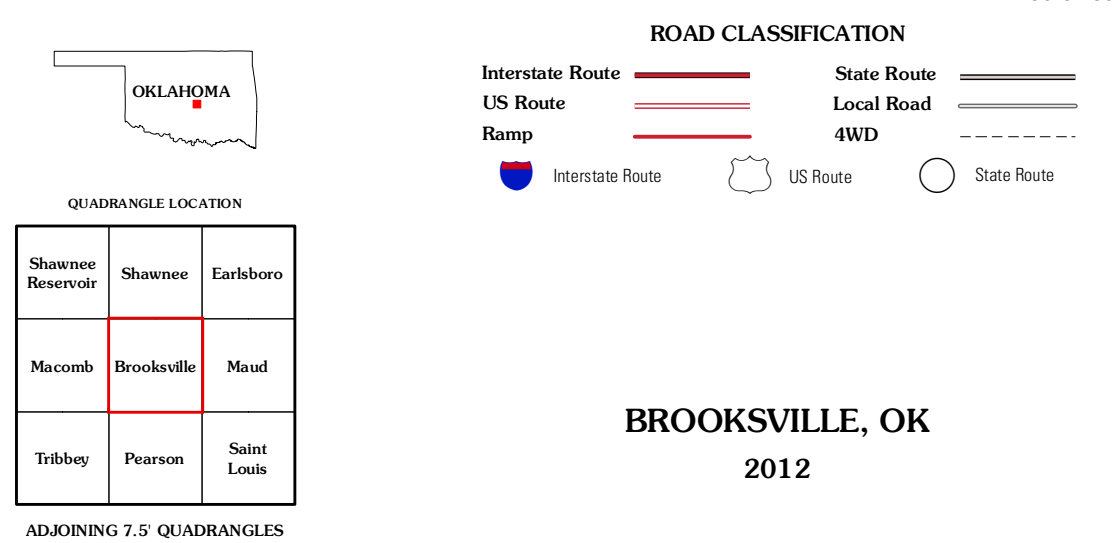 OKLAHOMA
QUADRANGLE LOCATION
Shawnee
Reservoir
Shawnee
Earlsboro
Macomb
Brooksville
Maud
Tribbey
Pearson
Saint
Louis
ADJOINING 7.5' QUADRANGLES
ROAD CLASSIFICATION
Interstate Route
State Route
US Route
Local Road
Ramp
4WD
Interstate Route
US Route
State Route
BROOKSVILLE, OK
2012